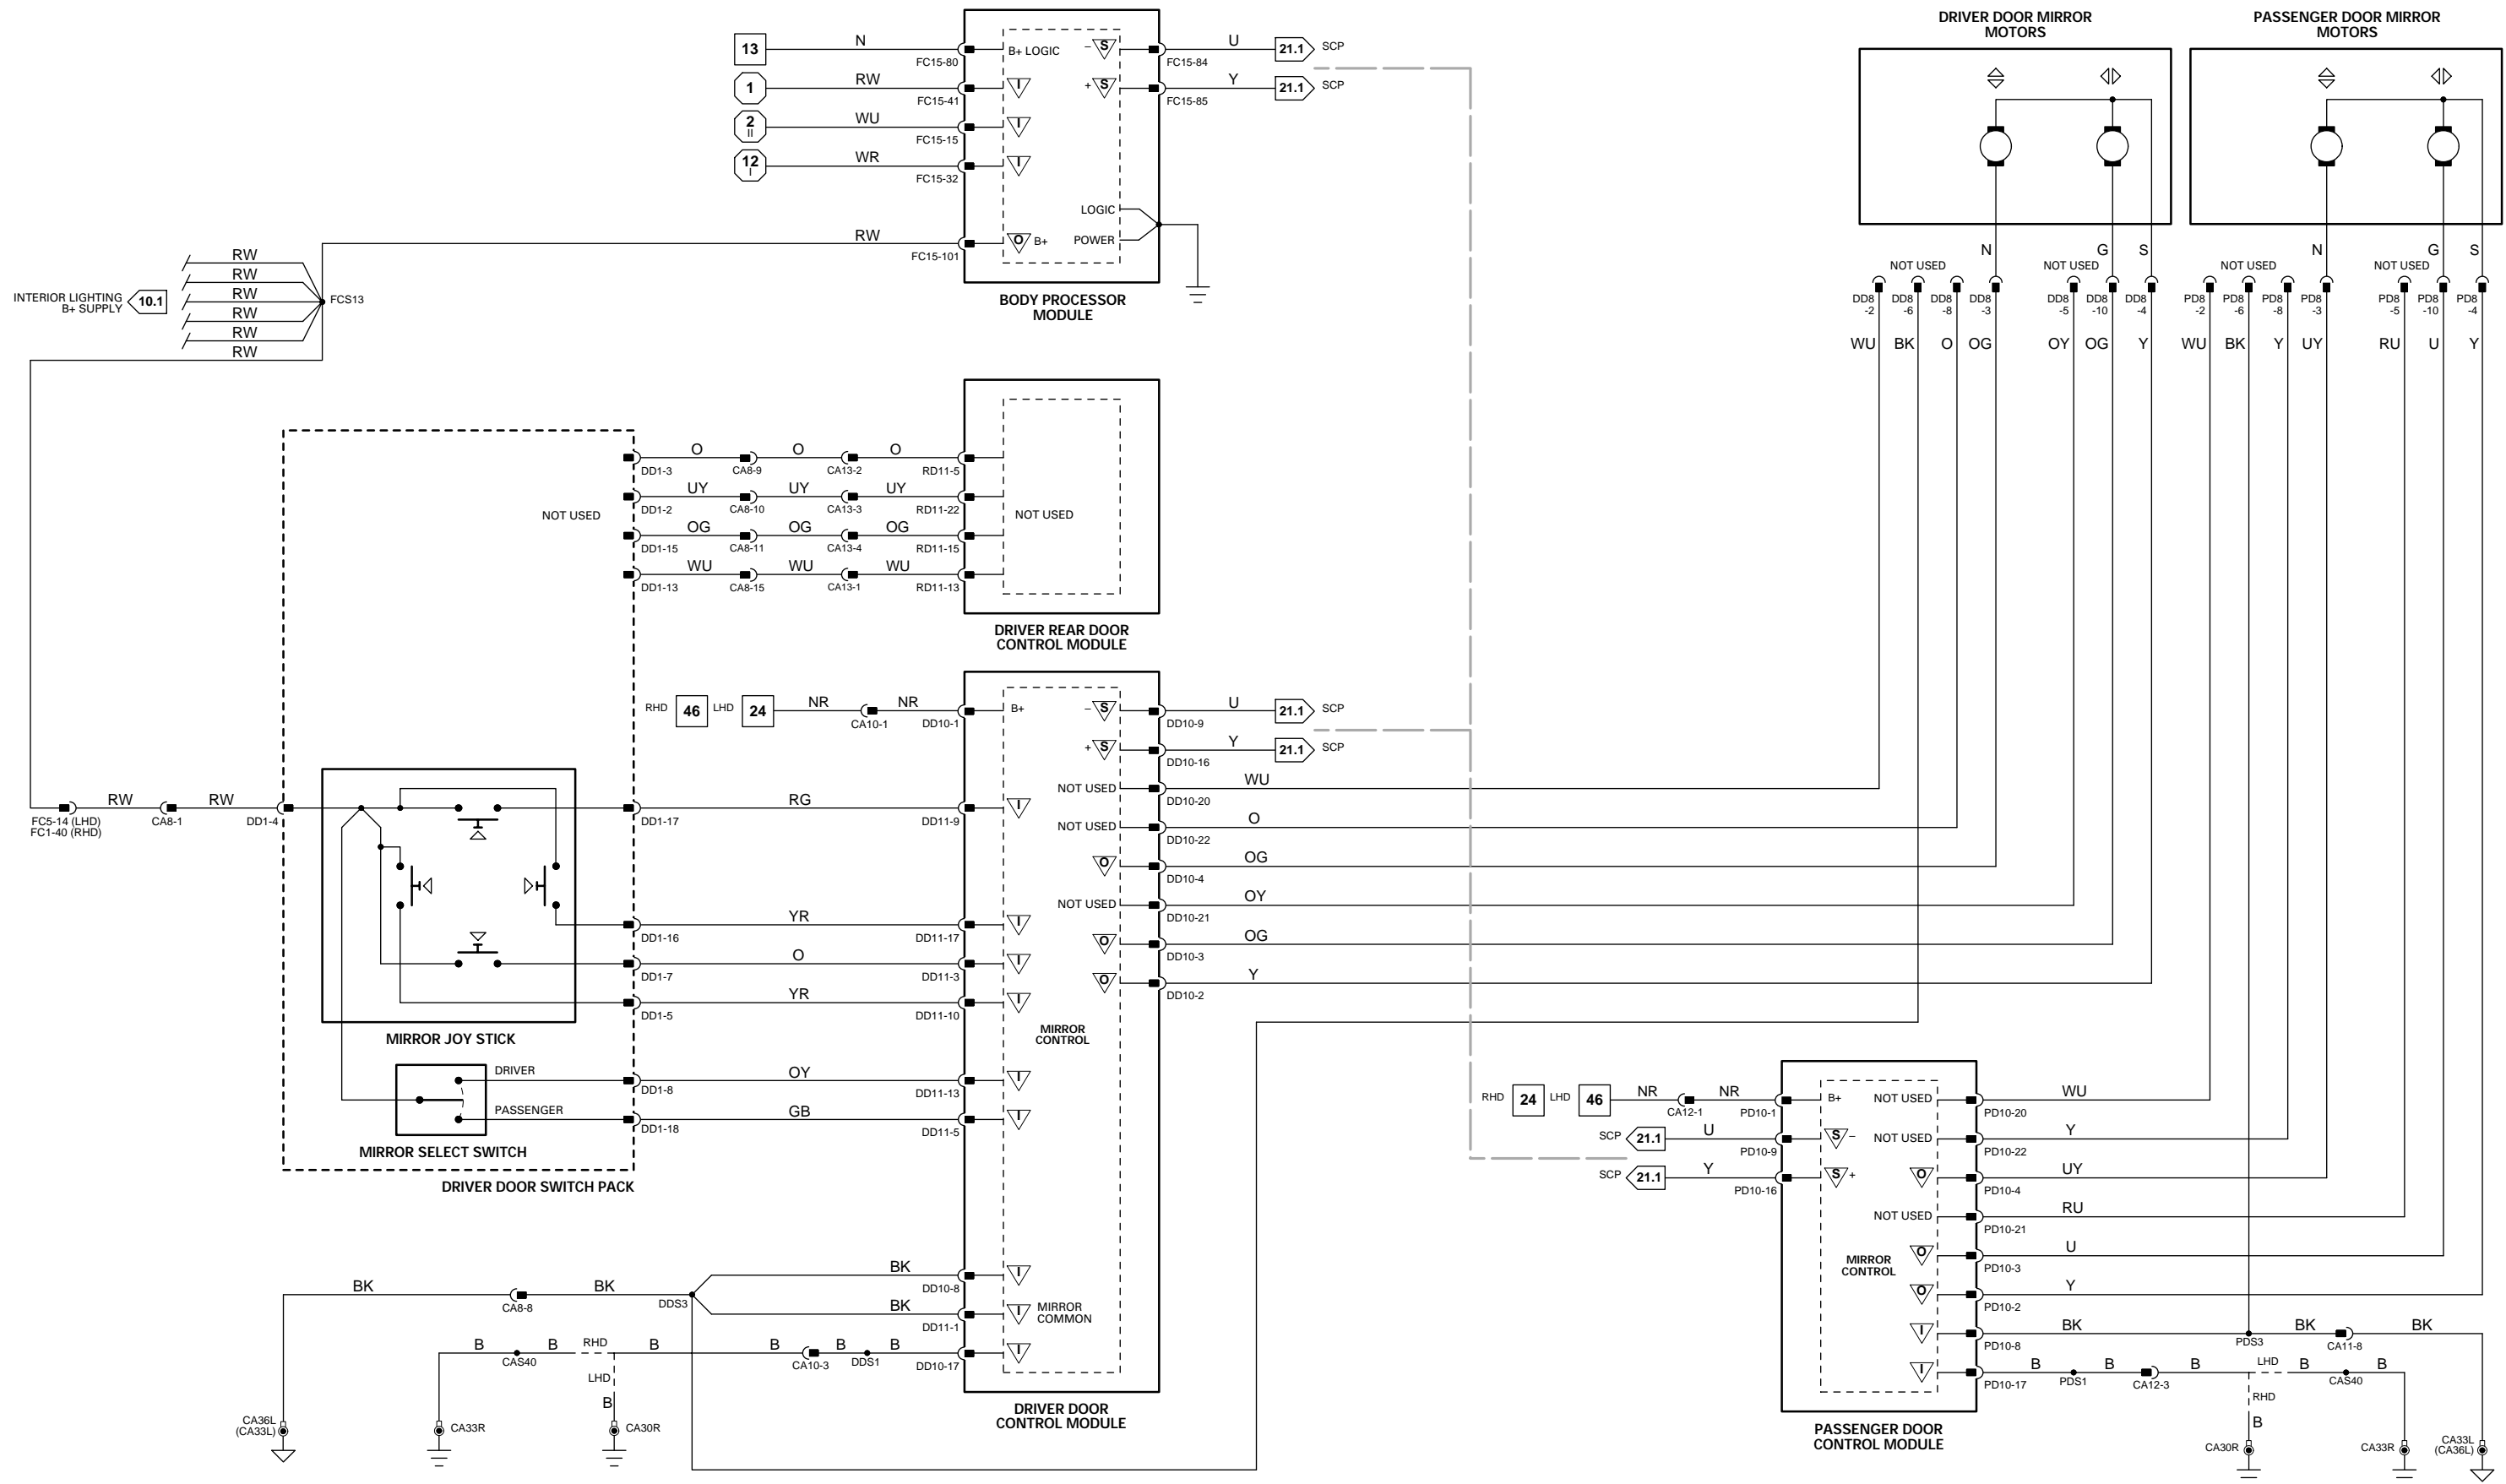 DRIVER DOOR MIRROR
MOTORS
PASSENGER DOOR MIRROR
MOTORS
13
N
FC15-80
B+ LOGIC
– S
FC15-84
U
21.1
SCP
1
RW
FC15-41
I
+ S
FC15-85
Y
21.1
SCP
2
II
WU
FC15-15
I
12
I
WR
FC15-32
I
LOGIC
POWER
RW
FC15-101
O B+
BODY PROCESSOR
MODULE
RW
RW
RW
RW
RW
RW
FCS13
INTERIOR LIGHTING
B+ SUPPLY
10.1
N
G
S
NOT USED
NOT USED
DD8
-2
DD8
-6
DD8
-8
DD8
-3
DD8
-5
DD8
-10
DD8
-4
WU
BK
O
OG
OY
OG
Y
N
G
S
NOT USED
NOT USED
PD8
-2
PD8
-6
PD8
-8
PD8
-3
PD8
-5
PD8
-10
PD8
-4
WU
BK
Y
UY
RU
U
Y
NOT USED
DD1-3
O
CA8-9
O
CA13-2
O
RD11-5
DD1-2
UY
CA8-10
UY
CA13-3
UY
RD11-22
DD1-15
OG
CA8-11
OG
CA13-4
OG
RD11-15
DD1-13
WU
CA8-15
WU
CA13-1
WU
RD11-13
NOT USED
DRIVER REAR DOOR
CONTROL MODULE
RHD
46
LHD
24
NR
CA10-1
NR
DD10-1
B+
– S
DD10-9
U
21.1
SCP
+ S
DD10-16
Y
21.1
SCP
NOT USED
DD10-20
WU
NOT USED
DD10-22
O
O
DD10-4
OG
NOT USED
DD10-21
OY
O
DD10-3
OG
O
DD10-2
Y
FC5-14 (LHD)
FC1-40 (RHD)
RW
CA8-1
RW
DD1-4
DD1-17
RG
DD11-9
I
DD1-16
YR
DD11-17
I
DD1-7
O
DD11-3
I
DD1-5
YR
DD11-10
I
MIRROR JOY STICK
MIRROR
CONTROL
DRIVER
DD1-8
OY
DD11-13
I
PASSENGER
DD1-18
GB
DD11-5
I
MIRROR SELECT SWITCH
DRIVER DOOR SWITCH PACK
BK
CA8-8
BK
DDS3
BK
DD10-8
I
BK
DD11-1
I
MIRROR
COMMON
B
CAS40
B
RHD
B
B
CA10-3
B
DDS1
B
DD10-17
I
LHD
B
CA36L
(CA33L)
CA33R
CA30R
DRIVER DOOR
CONTROL MODULE
RHD
24
LHD
46
NR
CA12-1
NR
PD10-1
B+
NOT USED
PD10-20
WU
SCP
21.1
U
PD10-9
S –
NOT USED
PD10-22
Y
SCP
21.1
Y
PD10-16
S +
O
PD10-4
UY
NOT USED
PD10-21
RU
MIRROR
CONTROL
O
PD10-3
U
O
PD10-2
Y
I
PD10-8
BK
PDS3
BK
CA11-8
BK
I
PD10-17
B
PDS1
B
CA12-3
B
LHD
B
CAS40
B
RHD
B
CA30R
CA33R
CA33L
(CA36L)
PASSENGER DOOR
CONTROL MODULE